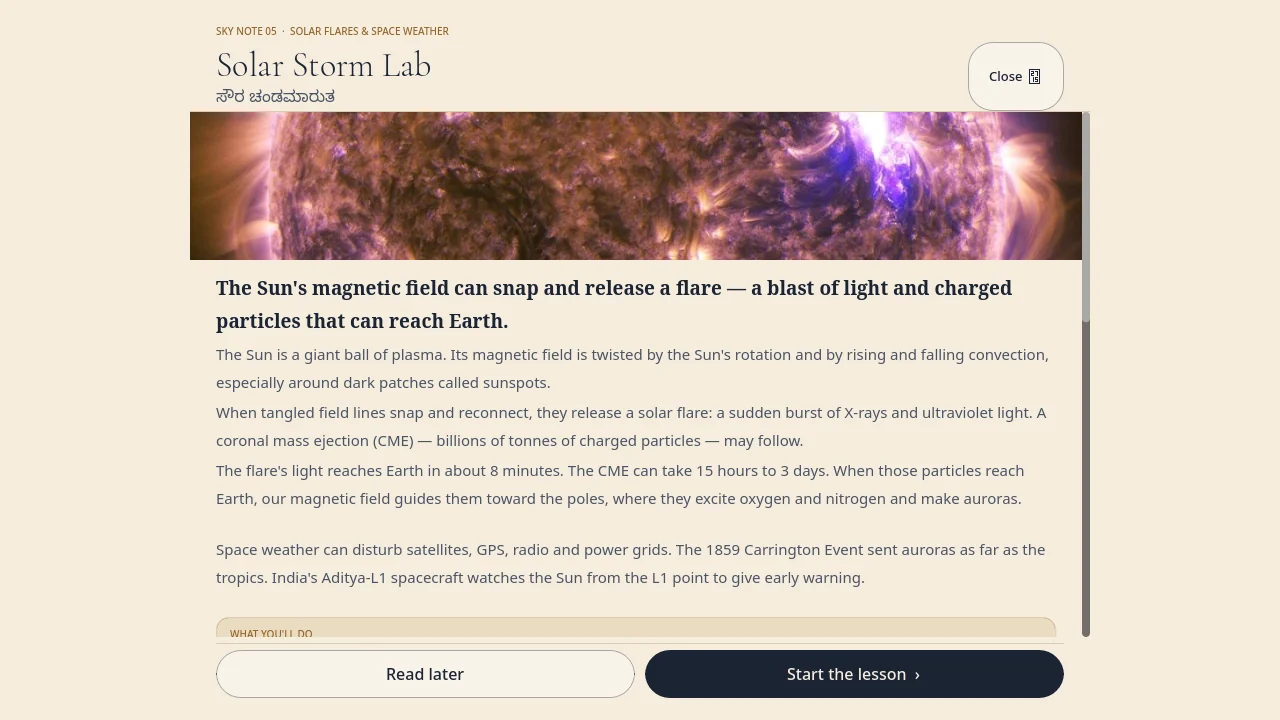 SKY NOTE 05 · SOLAR FLARES & SPACE WEATHER
Solar Storm Lab
ಸೌರ ಚಂಡಮಾರುತ
Close
The Sun's magnetic field can snap and release a flare — a blast of light and charged
particles that can reach Earth.
The Sun is a giant ball of plasma. Its magnetic field is twisted by the Sun's rotation and by rising and falling convection,
especially around dark patches called sunspots.
When tangled field lines snap and reconnect, they release a solar flare: a sudden burst of X-rays and ultraviolet light. A
coronal mass ejection (CME) — billions of tonnes of charged particles — may follow.
The flare's light reaches Earth in about 8 minutes. The CME can take 15 hours to 3 days. When those particles reach
Earth, our magnetic field guides them toward the poles, where they excite oxygen and nitrogen and make auroras.
Space weather can disturb satellites, GPS, radio and power grids. The 1859 Carrington Event sent auroras as far as the
tropics. India's Aditya-L1 spacecraft watches the Sun from the L1 point to give early warning.
WHAT YOU'LL DO
Read later
Start the lesson ›